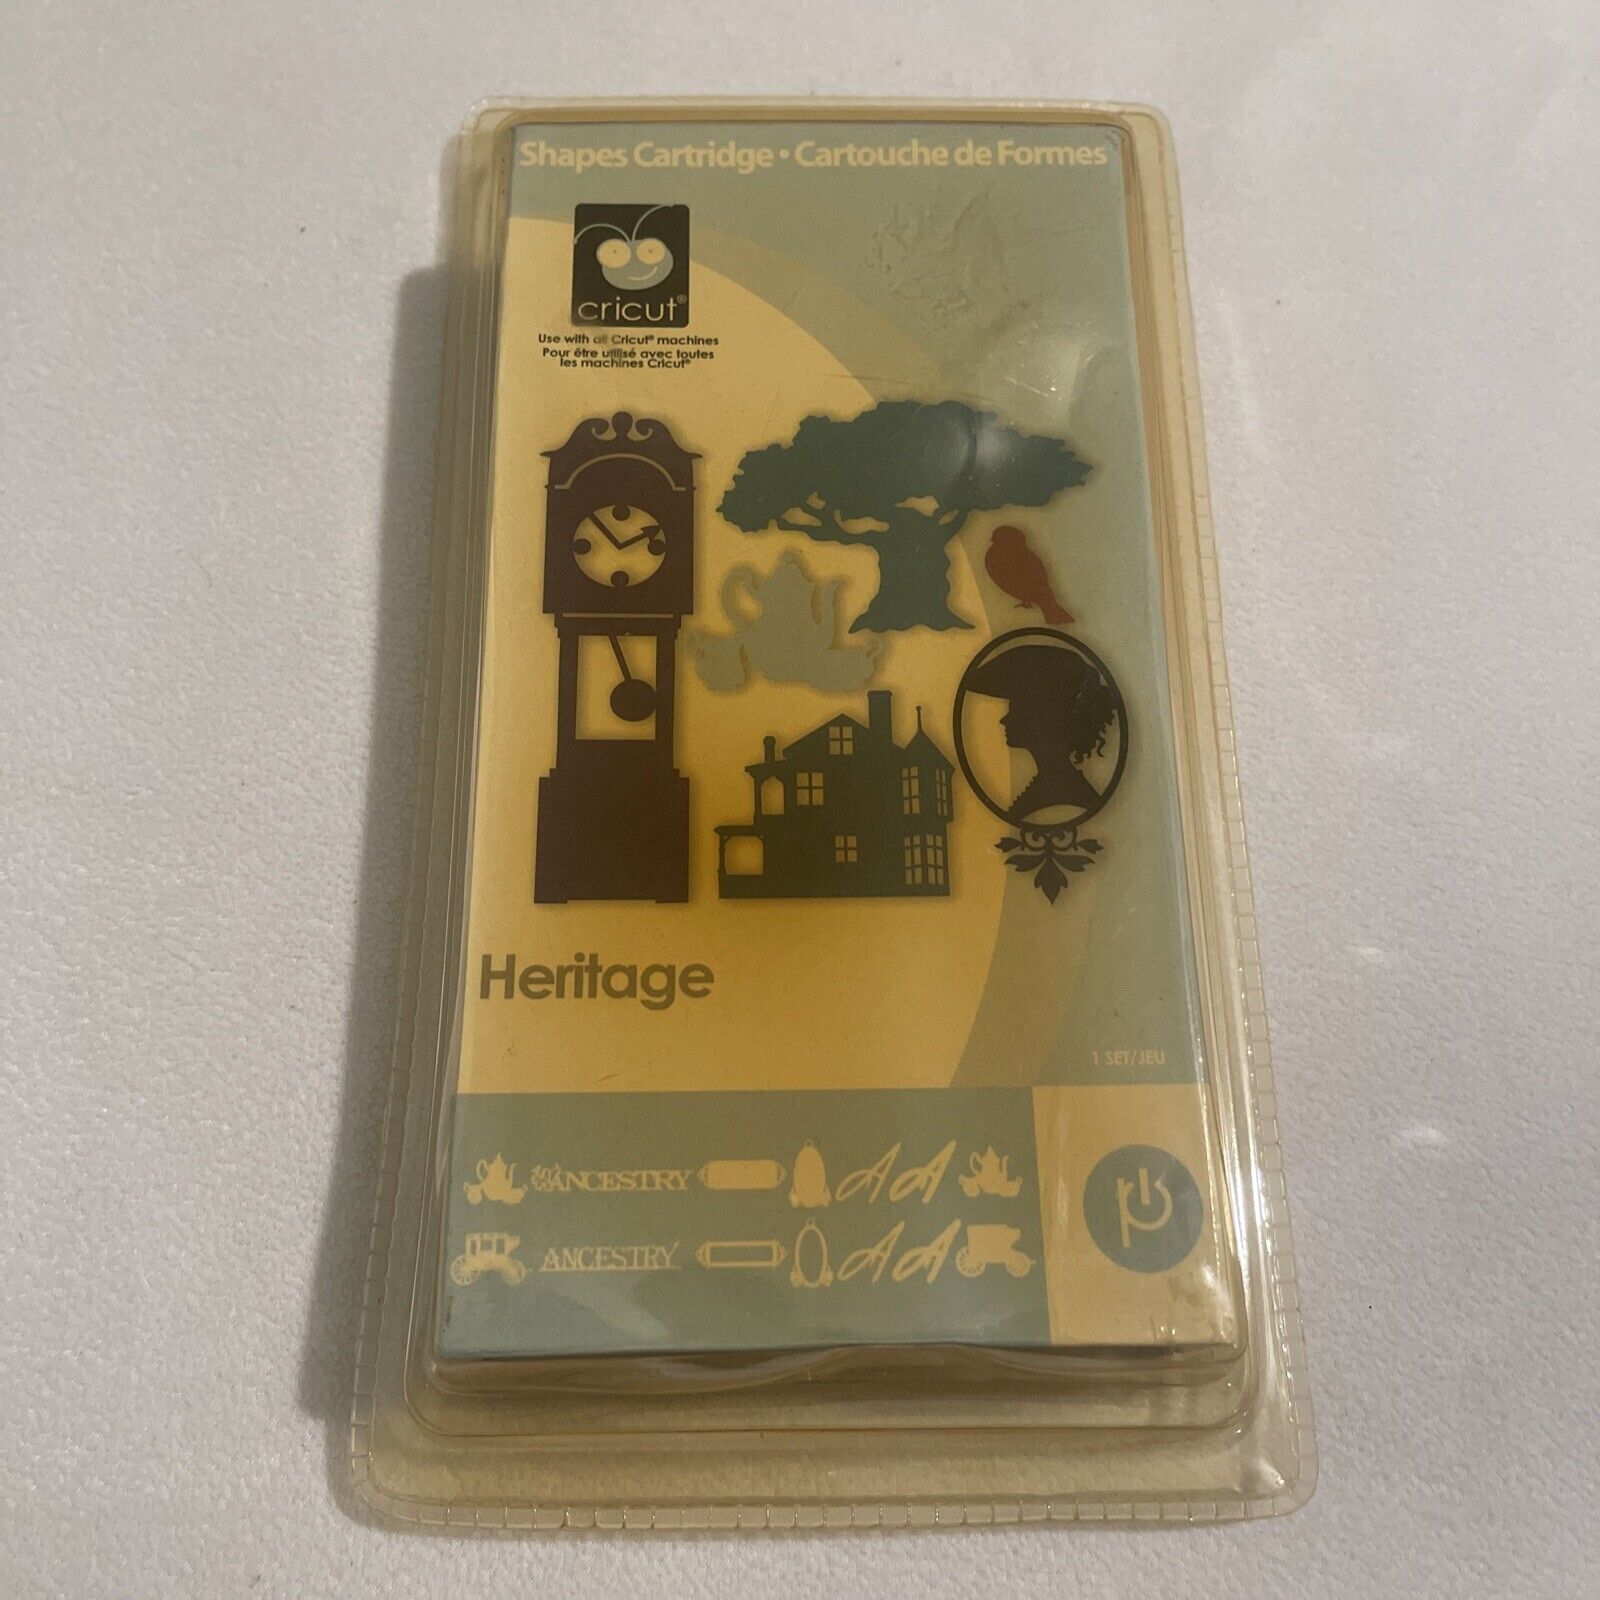 Shapes Cartridge • Cartouche de Formes
cricut®
Use with all Cricut® machines
Pour être utilisé avec toutes
les machines Cricut®
Heritage
1 SET/JEU
ANCESTRY A A
ANCESTRY A A